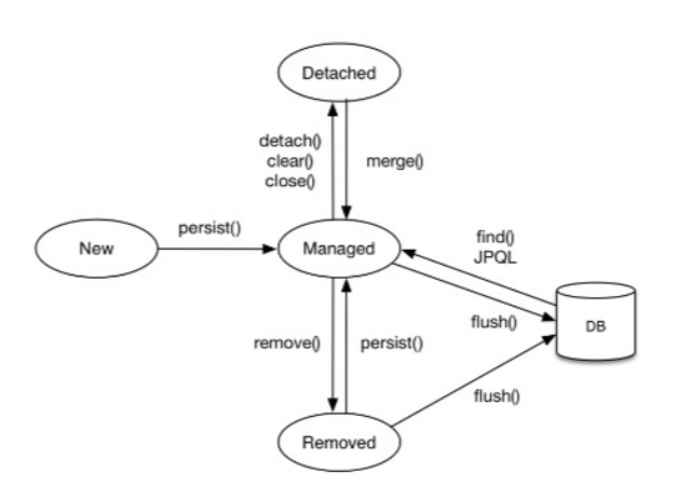 Detached
detach()
clear()
close()
merge()
persist()
New
Managed
find()
JPQL
flush()
DB
remove()
persist()
flush()
Removed